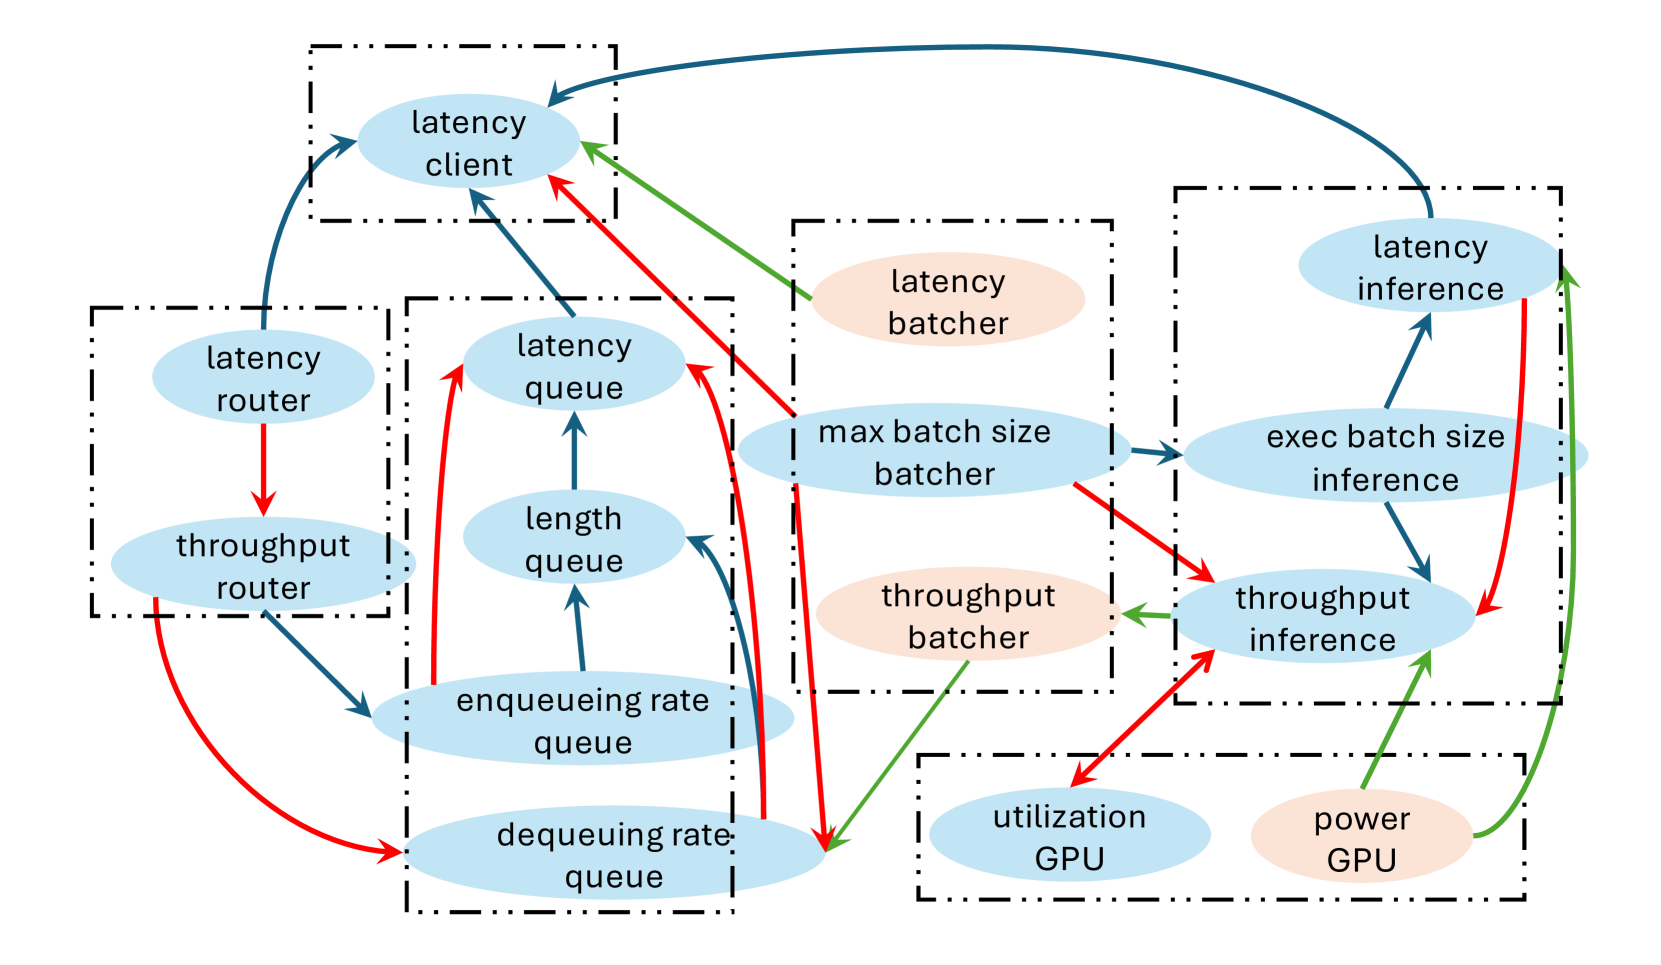 latency
client
latency
inference
latency
batcher
latency
router
latency
queue
max batch size
batcher
exec batch size
inference
length
queue
throughput
router
throughput
batcher
throughput
inference
enqueueing rate
queue
dequeuing rate
queue
utilization
GPU
power
GPU